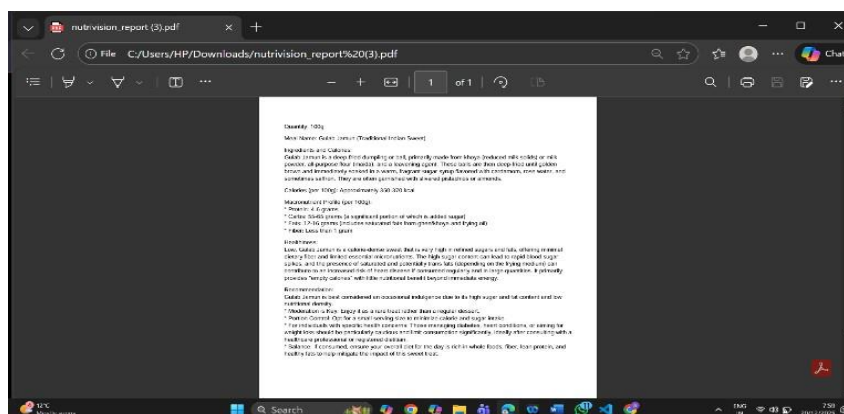 nutrivision_report (3).pdf
File C:/Users/HP/Downloads/nutrivision_report%20(3).pdf
Chat
1 of 1
Quantity: 100g
Meal Name: Gulab Jamun (Traditional Indian Sweet)
Ingredients and Calories:
Gulab Jamun is a deep-fried dumpling or ball, primarily made from khoya (reduced milk solids) or milk
powder, all-purpose flour (maida), and a leavening agent. These balls are then deep-fried until golden
brown and immediately soaked in a warm, fragrant sugar syrup flavored with cardamom, rose water, and
sometimes saffron. They are often garnished with slivered pistachios or almonds.
Calories (per 100g): Approximately kcal
Macronutrient Profile (per 100g):
* Protein: 4-6 grams
* Carbs: 55-65 grams (a significant portion of which is added sugar)
* Fats: 12-16 grams (includes saturated fats from ghee/khoya and frying oil)
* Fiber: Less than 1 gram
Healthiness:
Low. Gulab Jamun is a calorie-dense sweet that is very high in refined sugars and fats, offering minimal
dietary fiber and limited essential micronutrients. The high sugar content can lead to rapid blood sugar
spikes, and the presence of saturated and potentially trans fats (depending on the frying medium) can
contribute to an increased risk of heart disease if consumed regularly and in large quantities. It primarily
provides "empty calories" with little nutritional benefit beyond immediate energy.
Recommendation:
Gulab Jamun is best considered an occasional indulgence due to its high sugar and fat content and low
nutritional density.
* Moderation is Key: Enjoy it as a rare treat rather than a regular dessert.
* Portion Control: Opt for a small serving size to minimize calorie and sugar intake.
* For individuals with specific health concerns: Those managing diabetes, heart conditions, or aiming for
weight loss should be particularly cautious and limit consumption significantly, ideally after consulting with a
healthcare professional or registered dietitian.
* Balance: If consumed, ensure your overall diet for the day is rich in whole foods, fiber, lean protein, and
healthy fats to help mitigate the impact of this sweet treat.
12°C
Search
ENG
7:59